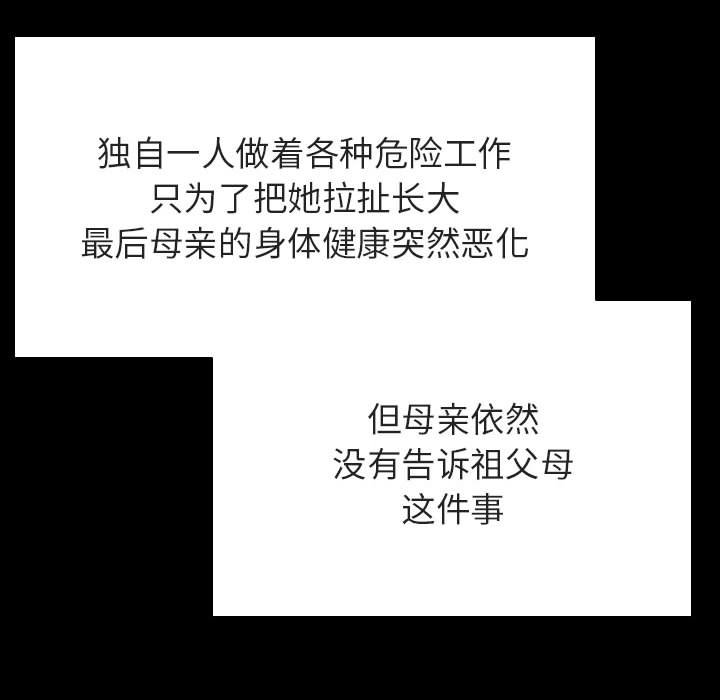 独自一人做着各种危险工作
只为了把她拉扯长大
最后母亲的身体健康突然恶化
但母亲依然
没有告诉祖父母
这件事